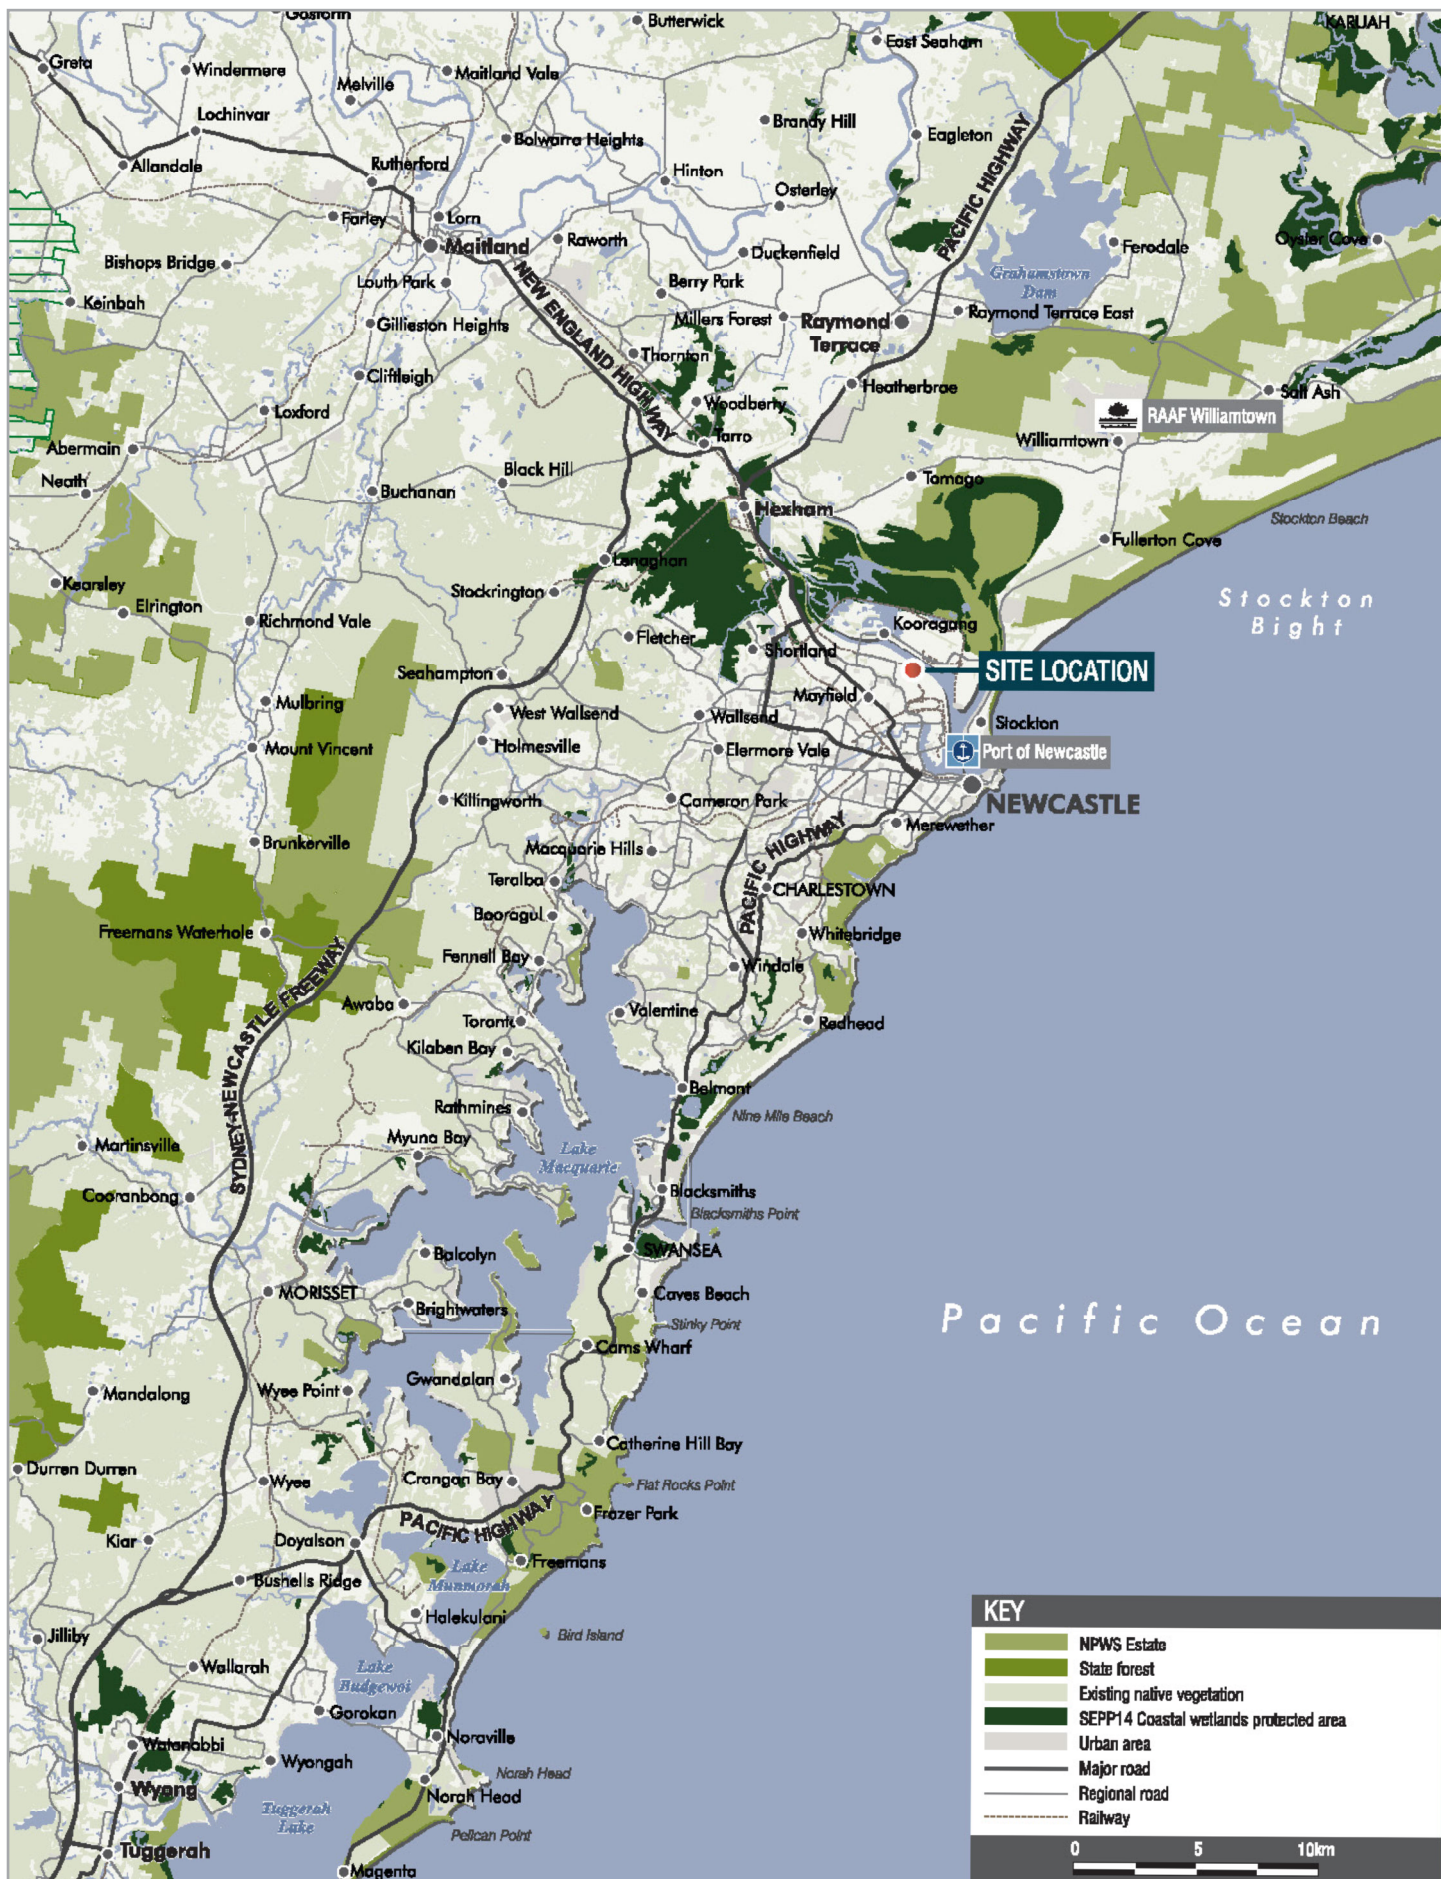 Gosforth
Butterwick
KARUAH
East Seaham
Greta
Windermere
Maitland Vale
Melville
Lochinvar
Brandy Hill
Bolwarra Heights
Eagleton
PACIFIC HIGHWAY
Allandale
Rutherford
Hinton
Osterley
Farley
Lorn
Maitland
Raworth
Duckenfield
Ferodale
Oyster Cove
Bishops Bridge
Louth Park
NEW ENGLAND HIGHWAY
Berry Park
Grahamstown
Dam
Keinbah
Gillieston Heights
Millers Forest
Raymond
Terrace
Raymond Terrace East
Thornton
Cliftleigh
Heatherbrae
Salt Ash
Loxford
Woodberry
RAAF Williamtown
Abermain
Tarro
Williamtown
Neath
Black Hill
Buchanan
Tomago
Hexham
Stockton Beach
Fullerton Cove
Lenaghan
Kearsley
Stockrington
Elrington
Richmond Vale
Stockton
Bight
Kooragang
Fletcher
Shortland
Seahampton
SITE LOCATION
Mulbring
Mayfield
West Wallsend
Wallsend
Stockton
Mount Vincent
Holmesville
Elermore Vale
Port of Newcastle
Killingworth
Cameron Park
NEWCASTLE
Merewether
PACIFIC HIGHWAY
Brunkerville
Macquarie Hills
Teralba
CHARLESTOWN
Booragul
Freemans Waterhole
Whitebridge
Fennell Bay
Windale
SYDNEY-NEWCASTLE FREEWAY
Awaba
Valentine
Toronto
Redhead
Kilaben Bay
Belmont
Rathmines
Nine Mile Beach
Martinsville
Myuna Bay
Lake
Macquarie
Cooranbong
Blacksmiths
Blacksmiths Point
Balcolyn
SWANSEA
MORISSET
Caves Beach
Brightwaters
Stinky Point
Pacific Ocean
Cams Wharf
Mandalong
Wyee Point
Gwandalan
Catherine Hill Bay
Durren Durren
Wyee
Crangan Bay
Flat Rocks Point
PACIFIC HIGHWAY
Frazer Park
Kiar
Doyalson
Freemans
Lake
Munmorah
Bushells Ridge
Halekulani
Jilliby
Bird Island
Wallarah
Lake
Budgewoi
Gorokan
Noraville
Watanobbi
Wyongah
Norah Head
Wyong
Norah Head
Tuggerah
Lake
Pelican Point
Tuggerah
Magenta
KEY
NPWS Estate
State forest
Existing native vegetation
SEPP14 Coastal wetlands protected area
Urban area
Major road
Regional road
Railway
0 5 10km